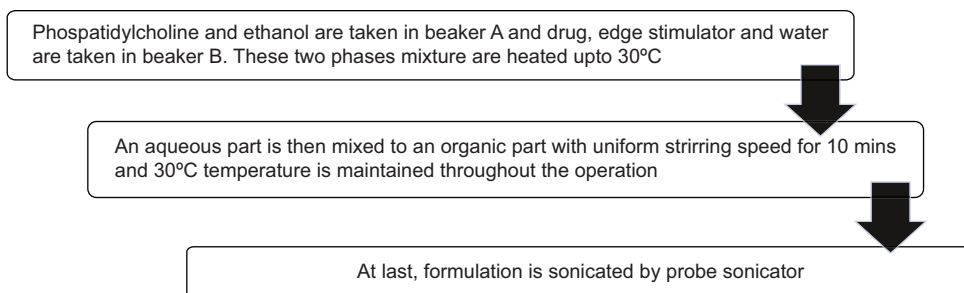 Phospatidylcholine and ethanol are taken in beaker A and drug, edge stimulator and water
are taken in beaker B. These two phases mixture are heated upto 30ºC
An aqueous part is then mixed to an organic part with uniform strirring speed for 10 mins
and 30ºC temperature is maintained throughout the operation
At last, formulation is sonicated by probe sonicator